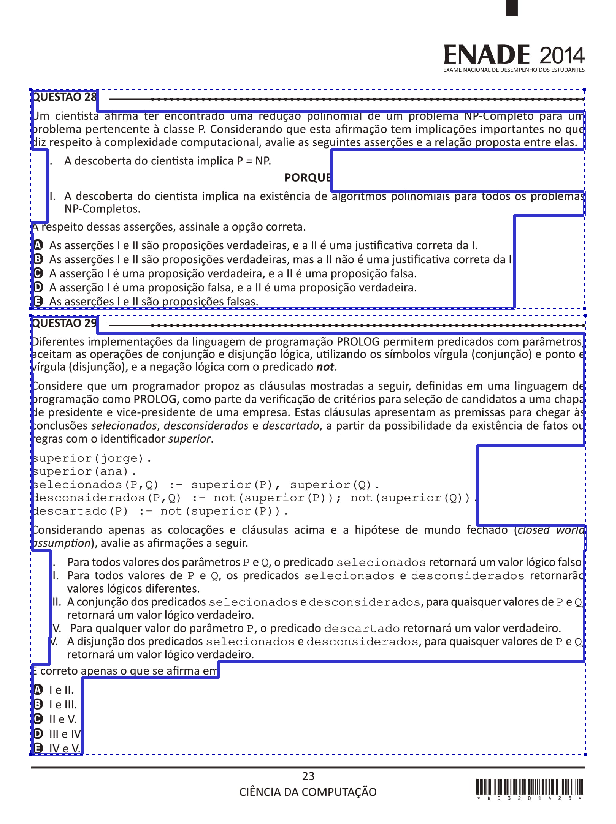 ENADE 2014
EXAME NACIONAL DE DESEMPENHO DOS ESTUDANTES
QUESTÃO 28
Um cientista afirma ter encontrado uma redução polinomial de um problema NP-Completo para um
problema pertencente à classe P. Considerando que esta afirmação tem implicações importantes no que
diz respeito à complexidade computacional, avalie as seguintes asserções e a relação proposta entre elas.
I. A descoberta do cientista implica P = NP.
PORQUE
II. A descoberta do cientista implica na existência de algoritmos polinomiais para todos os problemas
NP-Completos.
A respeito dessas asserções, assinale a opção correta.
A As asserções I e II são proposições verdadeiras, e a II é uma justificativa correta da I.
B As asserções I e II são proposições verdadeiras, mas a II não é uma justificativa correta da I.
C A asserção I é uma proposição verdadeira, e a II é uma proposição falsa.
D A asserção I é uma proposição falsa, e a II é uma proposição verdadeira.
E As asserções I e II são proposições falsas.
QUESTÃO 29
Diferentes implementações da linguagem de programação PROLOG permitem predicados com parâmetros,
aceitam as operações de conjunção e disjunção lógica, utilizando os símbolos vírgula (conjunção) e ponto e
vírgula (disjunção), e a negação lógica com o predicado not.
Considere que um programador propoz as cláusulas mostradas a seguir, definidas em uma linguagem de
programação como PROLOG, como parte da verificação de critérios para seleção de candidatos a uma chapa
de presidente e vice-presidente de uma empresa. Estas cláusulas apresentam as premissas para chegar às
conclusões selecionados, desconsiderados e descartado, a partir da possibilidade da existência de fatos ou
regras com o identificador superior.
superior(jorge).
superior(ana).
selecionados(P,Q) :- superior(P), superior(Q).
desconsiderados(P,Q) :- not(superior(P)); not(superior(Q)).
descartado(P) :- not(superior(P)).
Considerando apenas as colocações e cláusulas acima e a hipótese de mundo fechado (closed world
assumption), avalie as afirmações a seguir.
I. Para todos valores dos parâmetros P e Q, o predicado selecionados retornará um valor lógico falso.
II. Para todos valores de P e Q, os predicados selecionados e desconsiderados retornarão
valores lógicos diferentes.
III. A conjunção dos predicados selecionados e desconsiderados, para quaisquer valores de P e Q,
retornará um valor lógico verdadeiro.
IV. Para qualquer valor do parâmetro P, o predicado descartado retornará um valor verdadeiro.
V. A disjunção dos predicados selecionados e desconsiderados, para quaisquer valores de P e Q,
retornará um valor lógico verdadeiro.
É correto apenas o que se afirma em
A I e II.
B I e III.
C II e V.
D III e IV.
E IV e V.
23
CIÊNCIA DA COMPUTAÇÃO